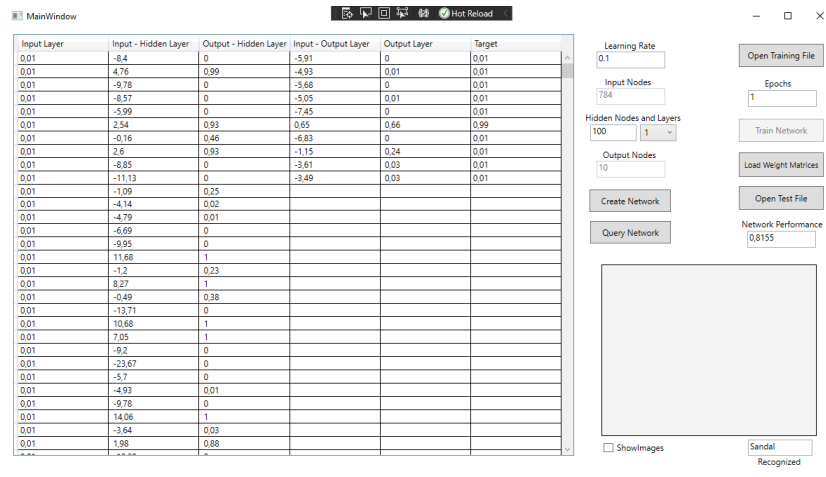 MainWindow
Hot Reload
Input Layer Input - Hidden Layer Output - Hidden Layer Input - Output Layer Output Layer Target
0,01 -8,4 0 -5,91 0 0,01
0,01 4,76 0,99 -4,93 0,01 0,01
0,01 -9,78 0 -5,68 0 0,01
0,01 -8,57 0 -5,05 0,01 0,01
0,01 -5,99 0 -7,45 0 0,01
0,01 2,54 0,93 0,65 0,66 0,99
0,01 -0,16 0,46 -6,83 0 0,01
0,01 2,6 0,93 -1,15 0,24 0,01
0,01 -8,85 0 -3,61 0,03 0,01
0,01 -11,13 0 -3,49 0,03 0,01
0,01 -1,09 0,25
0,01 -4,14 0,02
0,01 -4,79 0,01
0,01 -6,69 0
0,01 -9,95 0
0,01 11,68 1
0,01 -1,2 0,23
0,01 8,27 1
0,01 -0,49 0,38
0,01 -13,71 0
0,01 10,68 1
0,01 7,05 1
0,01 -9,2 0
0,01 -23,67 0
0,01 -5,7 0
0,01 -4,93 0,01
0,01 -9,78 0
0,01 14,06 1
0,01 -3,64 0,03
0,01 1,98 0,88
Learning Rate
0.1
Input Nodes
784
Hidden Nodes and Layers
100 1
Output Nodes
10
Create Network
Query Network
Open Training File
Epochs
1
Train Network
Load Weight Matrices
Open Test File
Network Performance
0,8155
ShowImages
Sandal
Recognized